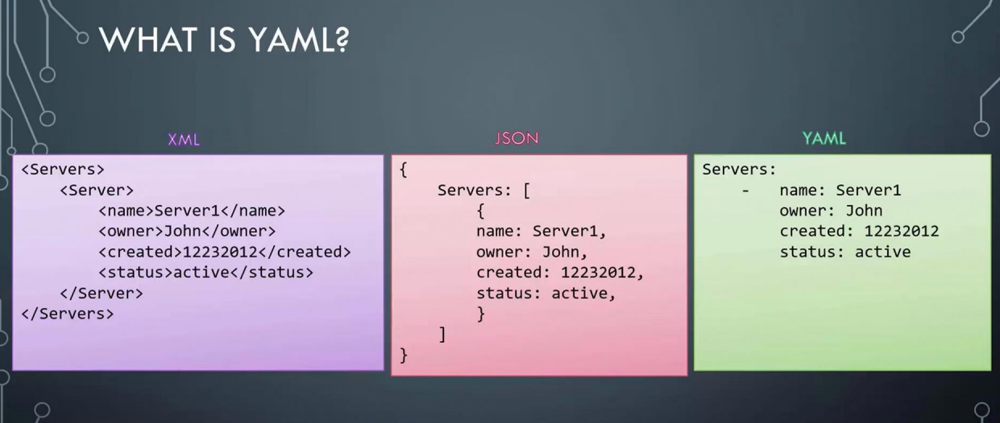 WHAT IS YAML?
XML
<Servers>
<Server>
<name>Server1</name>
<owner>John</owner>
<created>12232012</created>
<status>active</status>
</Server>
</Servers>
JSON
{
Servers: [
{
name: Server1,
owner: John,
created: 12232012,
status: active,
}
]
}
YAML
Servers:
- name: Server1
owner: John
created: 12232012
status: active